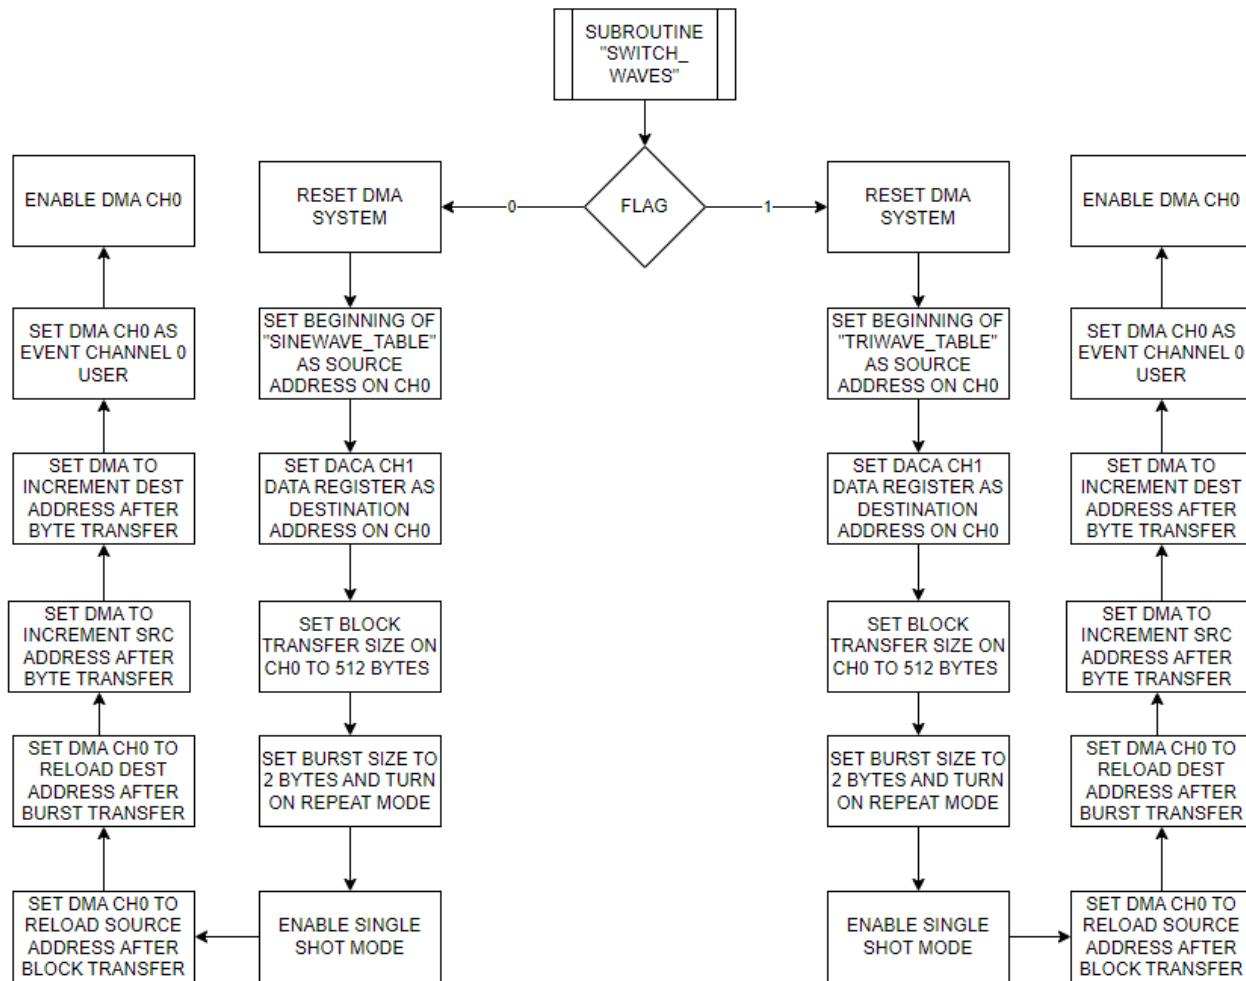 SUBROUTINE
"SWITCH_
WAVES"
FLAG
0
1
RESET DMA
SYSTEM
SET BEGINNING OF
"SINEWAVE_TABLE"
AS SOURCE
ADDRESS ON CH0
SET DACA CH1
DATA REGISTER AS
DESTINATION
ADDRESS ON CH0
SET BLOCK
TRANSFER SIZE ON
CH0 TO 512 BYTES
SET BURST SIZE TO
2 BYTES AND TURN
ON REPEAT MODE
ENABLE SINGLE
SHOT MODE
SET DMA CH0 TO
RELOAD SOURCE
ADDRESS AFTER
BLOCK TRANSFER
SET DMA CH0 TO
RELOAD DEST
ADDRESS AFTER
BURST TRANSFER
SET DMA TO
INCREMENT SRC
ADDRESS AFTER
BYTE TRANSFER
SET DMA TO
INCREMENT DEST
ADDRESS AFTER
BYTE TRANSFER
SET DMA CH0 AS
EVENT CHANNEL 0
USER
ENABLE DMA CH0
RESET DMA
SYSTEM
SET BEGINNING OF
"TRIWAVE_TABLE"
AS SOURCE
ADDRESS ON CH0
SET DACA CH1
DATA REGISTER AS
DESTINATION
ADDRESS ON CH0
SET BLOCK
TRANSFER SIZE ON
CH0 TO 512 BYTES
SET BURST SIZE TO
2 BYTES AND TURN
ON REPEAT MODE
ENABLE SINGLE
SHOT MODE
SET DMA CH0 TO
RELOAD SOURCE
ADDRESS AFTER
BLOCK TRANSFER
SET DMA CH0 TO
RELOAD DEST
ADDRESS AFTER
BURST TRANSFER
SET DMA TO
INCREMENT SRC
ADDRESS AFTER
BYTE TRANSFER
SET DMA TO
INCREMENT DEST
ADDRESS AFTER
BYTE TRANSFER
SET DMA CH0 AS
EVENT CHANNEL 0
USER
ENABLE DMA CH0